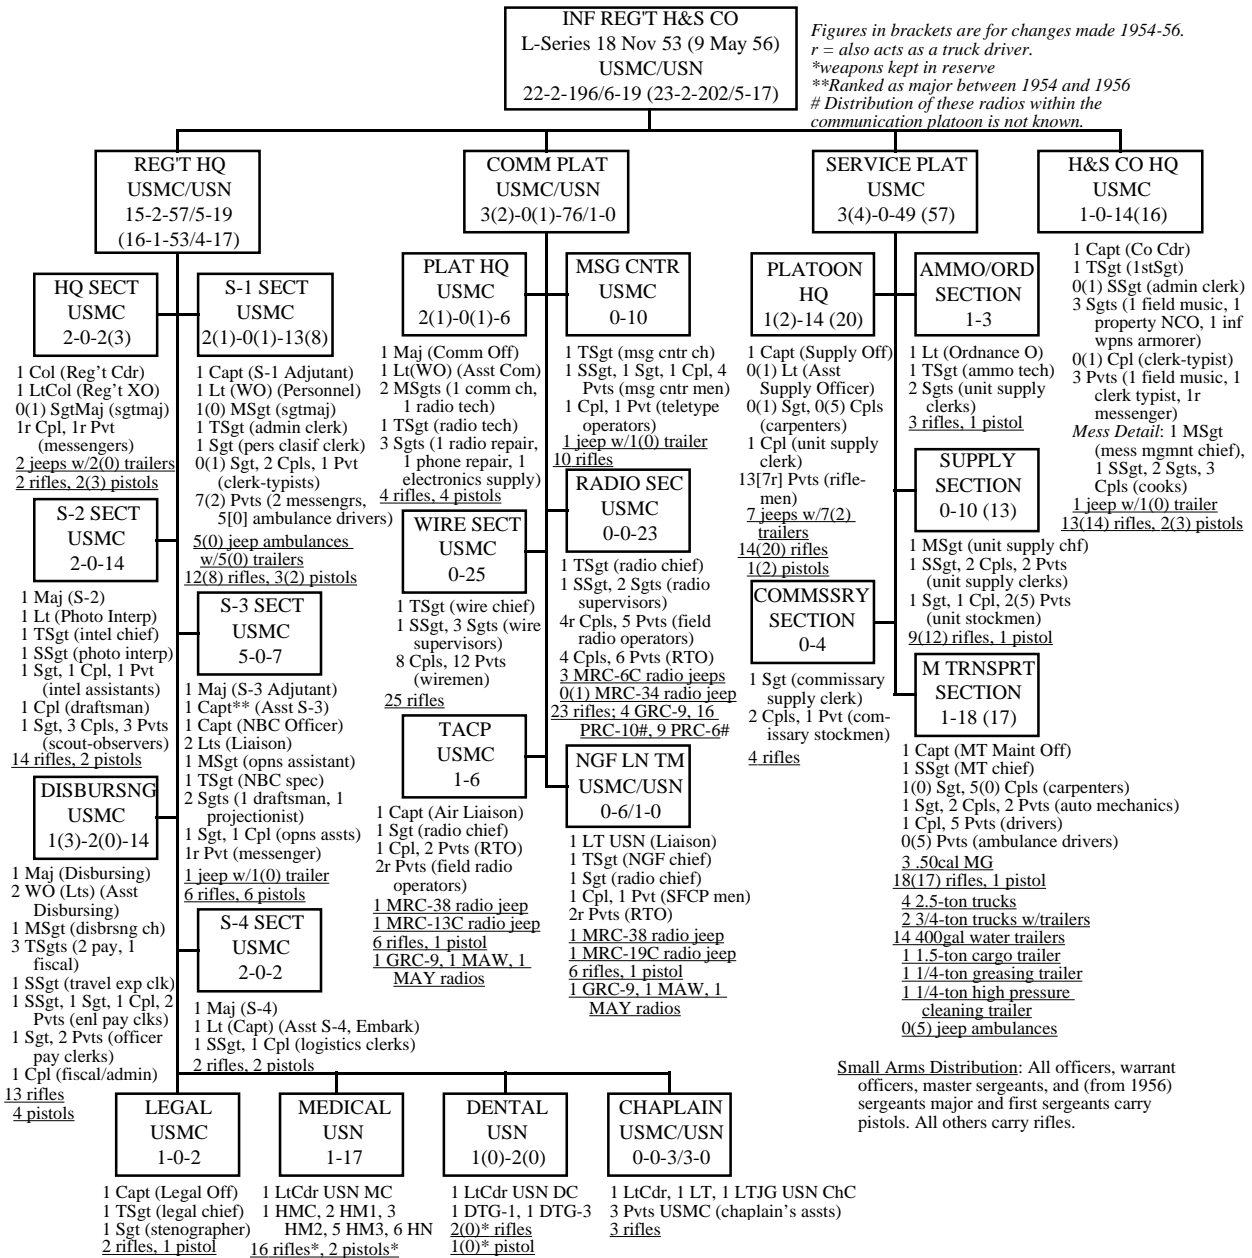 INF REG'T H&S CO
L-Series 18 Nov 53 (9 May 56)
USMC/USN
22-2-196/6-19 (23-2-202/5-17)
Figures in brackets are for changes made 1954-56.
r = also acts as a truck driver.
*weapons kept in reserve
**Ranked as major between 1954 and 1956
# Distribution of these radios within the
communication platoon is not known.
REG'T HQ
USMC/USN
15-2-57/5-19
(16-1-53/4-17)
COMM PLAT
USMC/USN
3(2)-0(1)-76/1-0
SERVICE PLAT
USMC
3(4)-0-49 (57)
H&S CO HQ
USMC
1-0-14(16)
1 Capt (Co Cdr)
1 TSgt (1stSgt)
0(1) SSgt (admin clerk)
3 Sgts (1 field music, 1
property NCO, 1 inf
wpns armorer)
0(1) Cpl (clerk-typist)
3 Pvts (1 field music, 1
clerk typist, 1r
messenger)
Mess Detail: 1 MSgt
(mess mgmnt chief),
1 SSgt, 2 Sgts, 3
Cpls (cooks)
1 jeep w/1(0) trailer
13(14) rifles, 2(3) pistols
HQ SECT
USMC
2-0-2(3)
1 Col (Reg't Cdr)
1 LtCol (Reg't XO)
0(1) SgtMaj (sgtmaj)
1r Cpl, 1r Pvt
(messengers)
2 jeeps w/2(0) trailers
2 rifles, 2(3) pistols
S-1 SECT
USMC
2(1)-0(1)-13(8)
1 Capt (S-1 Adjutant)
1 Lt (WO) (Personnel)
1(0) MSgt (sgtmaj)
1 TSgt (admin clerk)
1 Sgt (pers clasif clerk)
0(1) Sgt, 2 Cpls, 1 Pvt
(clerk-typists)
7(2) Pvts (2 messengrs,
5[0] ambulance drivers)
5(0) jeep ambulances
w/5(0) trailers
12(8) rifles, 3(2) pistols
S-2 SECT
USMC
2-0-14
1 Maj (S-2)
1 Lt (Photo Interp)
1 TSgt (intel chief)
1 SSgt (photo interp)
1 Sgt, 1 Cpl, 1 Pvt
(intel assistants)
1 Cpl (draftsman)
1 Sgt, 3 Cpls, 3 Pvts
(scout-observers)
14 rifles, 2 pistols
S-3 SECT
USMC
5-0-7
1 Maj (S-3 Adjutant)
1 Capt** (Asst S-3)
1 Capt (NBC Officer)
2 Lts (Liaison)
1 MSgt (opns assistant)
1 TSgt (NBC spec)
2 Sgts (1 draftsman, 1
projectionist)
1 Sgt, 1 Cpl (opns assts)
1r Pvt (messenger)
1 jeep w/1(0) trailer
6 rifles, 6 pistols
DISBURSNG
USMC
1(3)-2(0)-14
1 Maj (Disbursing)
2 WO (Lts) (Asst
Disbursing)
1 MSgt (disbrsng ch)
3 TSgts (2 pay, 1
fiscal)
1 SSgt (travel exp clk)
1 SSgt, 1 Sgt, 1 Cpl, 2
Pvts (enl pay clks)
1 Sgt, 2 Pvts (officer
pay clerks)
1 Cpl (fiscal/admin)
13 rifles
4 pistols
S-4 SECT
USMC
2-0-2
1 Maj (S-4)
1 Lt (Capt) (Asst S-4, Embark)
1 SSgt, 1 Cpl (logistics clerks)
2 rifles, 2 pistols
LEGAL
USMC
1-0-2
1 Capt (Legal Off)
1 TSgt (legal chief)
1 Sgt (stenographer)
2 rifles, 1 pistol
MEDICAL
USN
1-17
1 LtCdr USN MC
1 HMC, 2 HM1, 3
HM2, 5 HM3, 6 HN
16 rifles*, 2 pistols*
DENTAL
USN
1(0)-2(0)
1 LtCdr USN DC
1 DTG-1, 1 DTG-3
2(0)* rifles
1(0)* pistol
CHAPLAIN
USMC/USN
0-0-3/3-0
1 LtCdr, 1 LT, 1 LTJG USN ChC
3 Pvts USMC (chaplain's assts)
3 rifles
PLAT HQ
USMC
2(1)-0(1)-6
1 Maj (Comm Off)
1 Lt(WO) (Asst Com)
2 MSgts (1 comm ch,
1 radio tech)
1 TSgt (radio tech)
3 Sgts (1 radio repair,
1 phone repair, 1
electronics supply)
4 rifles, 4 pistols
MSG CNTR
USMC
0-10
1 TSgt (msg cntr ch)
1 SSgt, 1 Sgt, 1 Cpl, 4
Pvts (msg cntr men)
1 Cpl, 1 Pvt (teletype
operators)
1 jeep w/1(0) trailer
10 rifles
WIRE SECT
USMC
0-25
1 TSgt (wire chief)
1 SSgt, 3 Sgts (wire
supervisors)
8 Cpls, 12 Pvts
(wiremen)
25 rifles
RADIO SEC
USMC
0-0-23
1 TSgt (radio chief)
1 SSgt, 2 Sgts (radio
supervisors)
4r Cpls, 5 Pvts (field
radio operators)
4 Cpls, 6 Pvts (RTO)
3 MRC-6C radio jeeps
0(1) MRC-34 radio jeep
23 rifles; 4 GRC-9, 16
PRC-10#, 9 PRC-6#
TACP
USMC
1-6
1 Capt (Air Liaison)
1 Sgt (radio chief)
1 Cpl, 2 Pvts (RTO)
2r Pvts (field radio
operators)
1 MRC-38 radio jeep
1 MRC-13C radio jeep
6 rifles, 1 pistol
1 GRC-9, 1 MAW, 1
MAY radios
NGF LN TM
USMC/USN
0-6/1-0
1 LT USN (Liaison)
1 TSgt (NGF chief)
1 Sgt (radio chief)
1 Cpl, 1 Pvt (SFCP men)
2r Pvts (RTO)
1 MRC-38 radio jeep
1 MRC-19C radio jeep
6 rifles, 1 pistol
1 GRC-9, 1 MAW, 1
MAY radios
PLATOON
HQ
1(2)-14 (20)
1 Capt (Supply Off)
0(1) Lt (Asst
Supply Officer)
0(1) Sgt, 0(5) Cpls
(carpenters)
1 Cpl (unit supply
clerk)
13[7r] Pvts (rifle-
men)
7 jeeps w/7(2)
trailers
14(20) rifles
1(2) pistols
AMMO/ORD
SECTION
1-3
1 Lt (Ordnance O)
1 TSgt (ammo tech)
2 Sgts (unit supply
clerks)
3 rifles, 1 pistol
SUPPLY
SECTION
0-10 (13)
1 MSgt (unit supply chf)
1 SSgt, 2 Cpls, 2 Pvts
(unit supply clerks)
1 Sgt, 1 Cpl, 2(5) Pvts
(unit stockmen)
9(12) rifles, 1 pistol
COMMSSRY
SECTION
0-4
1 Sgt (commissary
supply clerk)
2 Cpls, 1 Pvt (com-
issary stockmen)
4 rifles
M TRNSPRT
SECTION
1-18 (17)
1 Capt (MT Maint Off)
1 SSgt (MT chief)
1(0) Sgt, 5(0) Cpls (carpenters)
1 Sgt, 2 Cpls, 2 Pvts (auto mechanics)
1 Cpl, 5 Pvts (drivers)
0(5) Pvts (ambulance drivers)
3 .50cal MG
18(17) rifles, 1 pistol
4 2.5-ton trucks
2 3/4-ton trucks w/trailers
14 400gal water trailers
1 1.5-ton cargo trailer
1 1/4-ton greasing trailer
1 1/4-ton high pressure
cleaning trailer
0(5) jeep ambulances
Small Arms Distribution: All officers, warrant
officers, master sergeants, and (from 1956)
sergeants major and first sergeants carry
pistols. All others carry rifles.